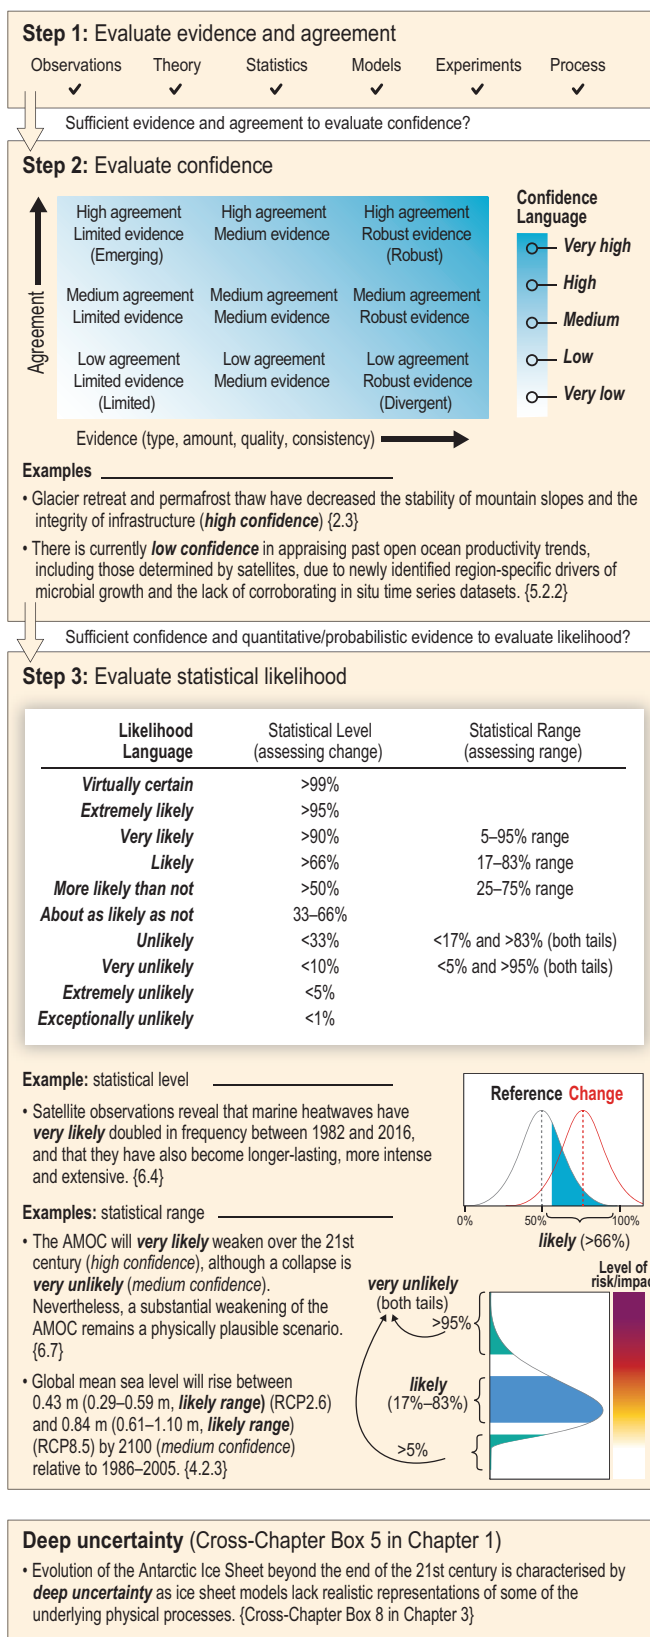 Step 1: Evaluate evidence and agreement
Observations Theory Statistics Models Experiments Process
Sufficient evidence and agreement to evaluate confidence?
Step 2: Evaluate confidence
Agreement
High agreement High agreement High agreement
Limited evidence Medium evidence Robust evidence
(Emerging) (Robust)
Medium agreement Medium agreement Medium agreement
Limited evidence Medium evidence Robust evidence
Low agreement Low agreement Low agreement
Limited evidence Medium evidence Robust evidence
(Limited) (Divergent)
Evidence (type, amount, quality, consistency)
Confidence
Language
Very high
High
Medium
Low
Very low
Examples
• Glacier retreat and permafrost thaw have decreased the stability of mountain slopes and the
integrity of infrastructure (high confidence) {2.3}
• There is currently low confidence in appraising past open ocean productivity trends,
including those determined by satellites, due to newly identified region-specific drivers of
microbial growth and the lack of corroborating in situ time series datasets. {5.2.2}
Sufficient confidence and quantitative/probabilistic evidence to evaluate likelihood?
Step 3: Evaluate statistical likelihood
Likelihood Statistical Level Statistical Range
Language (assessing change) (assessing range)
Virtually certain >99%
Extremely likely >95%
Very likely >90% 5–95% range
Likely >66% 17–83% range
More likely than not >50% 25–75% range
About as likely as not 33–66%
Unlikely <33% <17% and >83% (both tails)
Very unlikely <10% <5% and >95% (both tails)
Extremely unlikely <5%
Exceptionally unlikely <1%
Example: statistical level
• Satellite observations reveal that marine heatwaves have
very likely doubled in frequency between 1982 and 2016,
and that they have also become longer-lasting, more intense
and extensive. {6.4}
Reference Change
0% 50% 100%
likely (>66%)
Examples: statistical range
• The AMOC will very likely weaken over the 21st
century (high confidence), although a collapse is
very unlikely (medium confidence).
Nevertheless, a substantial weakening of the
AMOC remains a physically plausible scenario.
{6.7}
• Global mean sea level will rise between
0.43 m (0.29–0.59 m, likely range) (RCP2.6)
and 0.84 m (0.61–1.10 m, likely range)
(RCP8.5) by 2100 (medium confidence)
relative to 1986–2005. {4.2.3}
Level of
risk/impac
very unlikely
(both tails)
>95%
likely
(17%–83%)
>5%
Deep uncertainty (Cross-Chapter Box 5 in Chapter 1)
• Evolution of the Antarctic Ice Sheet beyond the end of the 21st century is characterised by
deep uncertainty as ice sheet models lack realistic representations of some of the
underlying physical processes. {Cross-Chapter Box 8 in Chapter 3}